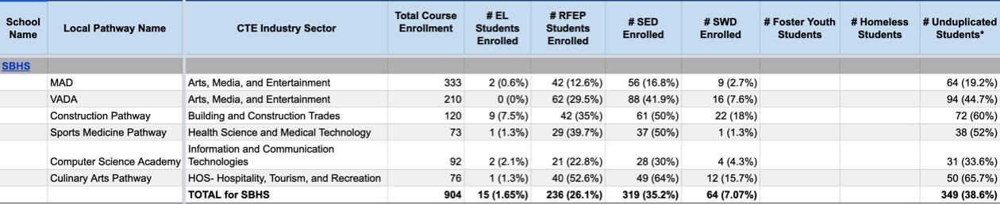 School Name | Local Pathway Name | CTE Industry Sector | Total Course Enrollment | # EL Students Enrolled | # RFEP Students Enrolled | # SED Enrolled | # SWD Enrolled | # Foster Youth Students | # Homeless Students | # Unduplicated Students*
SBHS
MAD | Arts, Media, and Entertainment | 333 | 2 (0.6%) | 42 (12.6%) | 56 (16.8%) | 9 (2.7%) | 64 (19.2%)
VADA | Arts, Media, and Entertainment | 210 | 0 (0%) | 62 (29.5%) | 88 (41.9%) | 16 (7.6%) | 94 (44.7%)
Construction Pathway | Building and Construction Trades | 120 | 9 (7.5%) | 42 (35%) | 61 (50%) | 22 (18%) | 72 (60%)
Sports Medicine Pathway | Health Science and Medical Technology | 73 | 1 (1.3%) | 29 (39.7%) | 37 (50%) | 1 (1.3%) | 38 (52%)
Computer Science Academy | Information and Communication Technologies | 92 | 2 (2.1%) | 21 (22.8%) | 28 (30%) | 4 (4.3%) | 31 (33.6%)
Culinary Arts Pathway | HOS- Hospitality, Tourism, and Recreation | 76 | 1 (1.3%) | 40 (52.6%) | 49 (64%) | 12 (15.7%) | 50 (65.7%)
TOTAL for SBHS | 904 | 15 (1.65%) | 236 (26.1%) | 319 (35.2%) | 64 (7.07%) | 349 (38.6%)